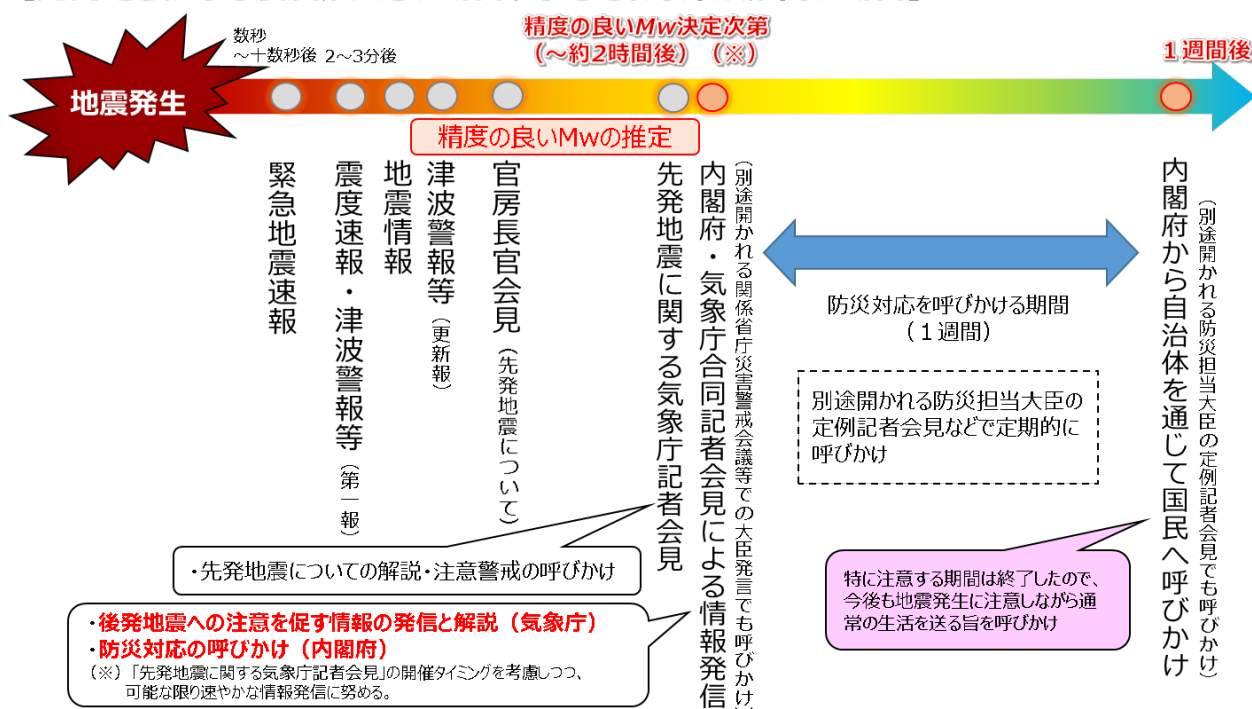 地震発生
数秒
～十数秒後
2～3分後
精度の良いMw決定次第
（～約2時間後）（※）
１週間後
精度の良いMwの推定
緊急地震速報
震度速報・津波警報等（第一報）
地震情報
津波警報等（更新報）
官房長官会見（先発地震について）
先発地震に関する気象庁記者会見
内閣府・気象庁合同記者会見による情報発信
（別途開かれる関係省庁災害警戒会議等での大臣発言でも呼びかけ）
防災対応を呼びかける期間
（１週間）
別途開かれる防災担当大臣の
定例記者会見などで定期的に
呼びかけ
内閣府から自治体を通じて国民へ呼びかけ
（別途開かれる防災担当大臣の定例記者会見でも呼びかけ）
・先発地震についての解説・注意警戒の呼びかけ
・後発地震への注意を促す情報の発信と解説（気象庁）
・防災対応の呼びかけ（内閣府）
（※）「先発地震に関する気象庁記者会見」の開催タイミングを考慮しつつ、
可能な限り速やかな情報発信に努める。
特に注意する期間は終了したので、
今後も地震発生に注意しながら通
常の生活を送る旨を呼びかけ